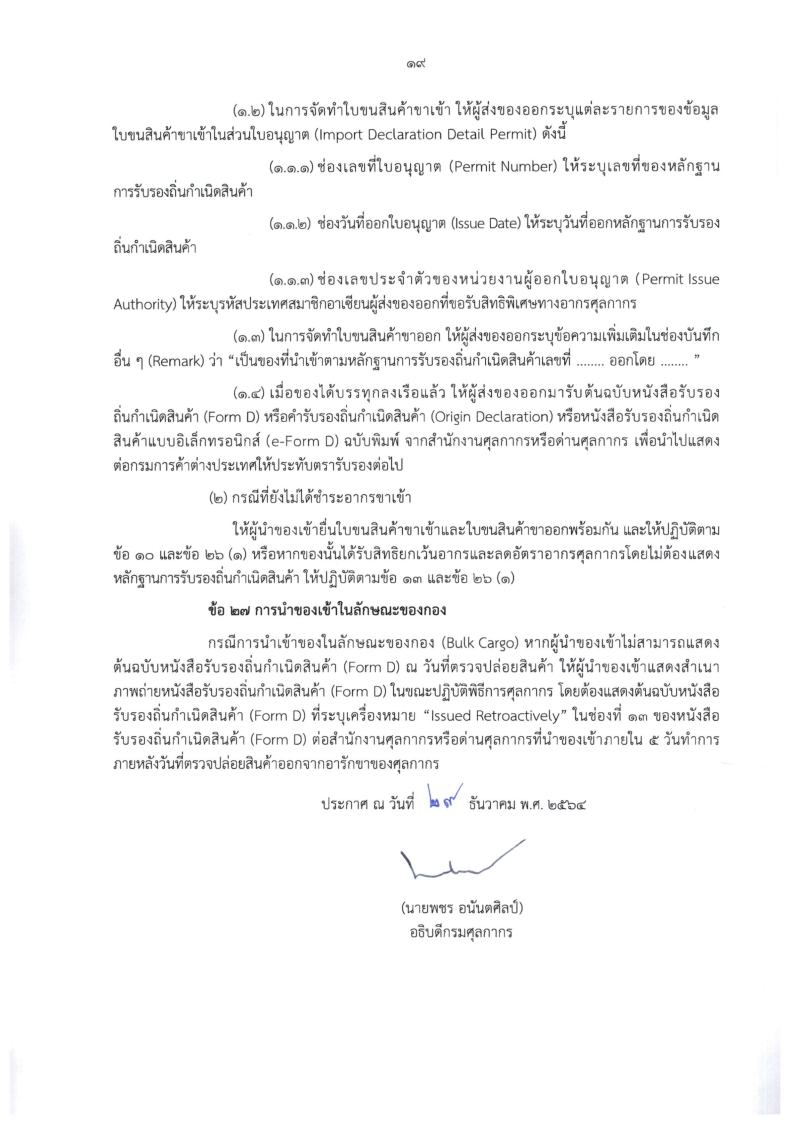 ๑๙
(๑.๒) ในการจัดทำใบขนสินค้าขาเข้า ให้ผู้ส่งของออกระบุแต่ละรายการของข้อมูล
ใบขนสินค้าขาเข้าในส่วนใบอนุญาต (Import Declaration Detail Permit) ดังนี้
(๑.๑.๑) ช่องเลขที่ใบอนุญาต (Permit Number) ให้ระบุเลขที่ของหลักฐาน
การรับรองถิ่นกำเนิดสินค้า
(๑.๑.๒) ช่องวันที่ออกใบอนุญาต (Issue Date) ให้ระบุวันที่ออกหลักฐานการรับรอง
ถิ่นกำเนิดสินค้า
(๑.๑.๓) ช่องเลขประจำตัวของหน่วยงานผู้ออกใบอนุญาต (Permit Issue
Authority) ให้ระบุรหัสประเทศสมาชิกอาเซียนผู้ส่งของออกที่ขอรับสิทธิพิเศษทางอากรศุลกากร
(๑.๓) ในการจัดทำใบขนสินค้าขาออก ให้ผู้ส่งของออกระบุข้อความเพิ่มเติมในช่องบันทึก
อื่น ๆ (Remark) ว่า “เป็นของที่นำเข้าตามหลักฐานการรับรองถิ่นกำเนิดสินค้าเลขที่ ........ ออกโดย ........ ”
(๑.๔) เมื่อของได้บรรทุกลงเรือแล้ว ให้ผู้ส่งของออกมารับต้นฉบับหนังสือรับรอง
ถิ่นกำเนิดสินค้า (Form D) หรือคำรับรองถิ่นกำเนิดสินค้า (Origin Declaration) หรือหนังสือรับรองถิ่นกำเนิด
สินค้าแบบอิเล็กทรอนิกส์ (e-Form D) ฉบับพิมพ์ จากสำนักงานศุลกากรหรือด่านศุลกากร เพื่อนำไปแสดง
ต่อกรมการค้าต่างประเทศให้ประทับตรารับรองต่อไป
(๒) กรณีที่ยังไม่ได้ชำระอากรขาเข้า
ให้ผู้นำของเข้ายื่นใบขนสินค้าขาเข้าและใบขนสินค้าขาออกพร้อมกัน และให้ปฏิบัติตาม
ข้อ ๑๐ และข้อ ๒๖ (๑) หรือหากของนั้นได้รับสิทธิยกเว้นอากรและลดอัตราอากรศุลกากรโดยไม่ต้องแสดง
หลักฐานการรับรองถิ่นกำเนิดสินค้า ให้ปฏิบัติตามข้อ ๑๓ และข้อ ๒๖ (๑)
ข้อ ๒๗ การนำของเข้าในลักษณะของกอง
กรณีการนำเข้าของในลักษณะของกอง (Bulk Cargo) หากผู้นำของเข้าไม่สามารถแสดง
ต้นฉบับหนังสือรับรองถิ่นกำเนิดสินค้า (Form D) ณ วันที่ตรวจปล่อยสินค้า ให้ผู้นำของเข้าแสดงสำเนา
ภาพถ่ายหนังสือรับรองถิ่นกำเนิดสินค้า (Form D) ในขณะปฏิบัติพิธีการศุลกากร โดยต้องแสดงต้นฉบับหนังสือ
รับรองถิ่นกำเนิดสินค้า (Form D) ที่ระบุเครื่องหมาย “Issued Retroactively” ในช่องที่ ๑๓ ของหนังสือ
รับรองถิ่นกำเนิดสินค้า (Form D) ต่อสำนักงานศุลกากรหรือด่านศุลกากรที่นำของเข้าภายใน ๕ วันทำการ
ภายหลังวันที่ตรวจปล่อยสินค้าออกจากอารักขาของศุลกากร
ประกาศ ณ วันที่ ๒๙ ธันวาคม พ.ศ. ๒๕๖๔
(นายพชร อนันตศิลป์)
อธิบดีกรมศุลกากร